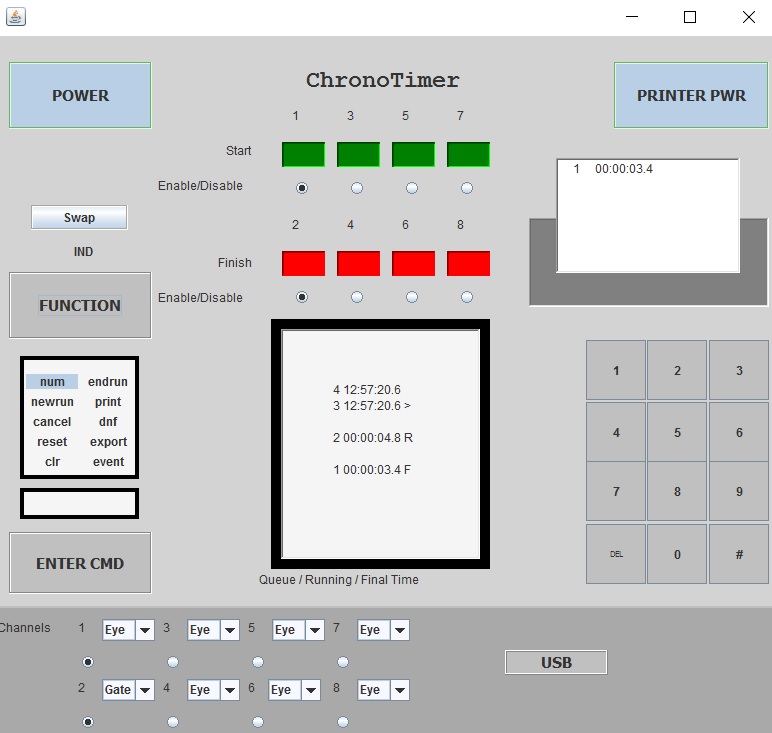 POWER
ChronoTimer
PRINTER PWR
1 3 5 7
Start
Enable/Disable
1 00:00:03.4
Swap
2 4 6 8
IND
Finish
FUNCTION
Enable/Disable
num endrun
newrun print
cancel dnf
reset export
clr event
4 12:57:20.6
3 12:57:20.6 >
2 00:00:04.8 R
1 00:00:03.4 F
1 2 3
4 5 6
7 8 9
DEL 0 #
ENTER CMD
Queue / Running / Final Time
Channels 1 Eye 3 Eye 5 Eye 7 Eye
2 Gate 4 Eye 6 Eye 8 Eye
USB